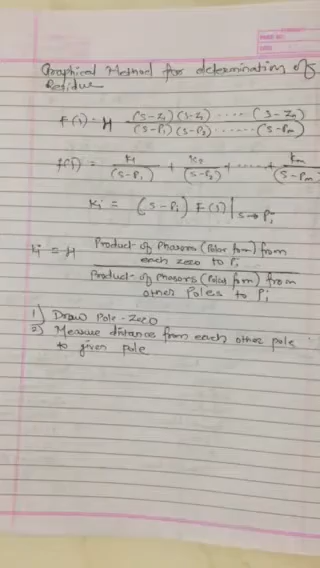 Graphical Method for determination of
Residue
F(s) = H (s-z1)(s-z2) ...... (s-zn) / (s-P1)(s-P2) ...... (s-Pm)
f(s) = K1 / (s-P1) + K2 / (s-P2) + ...... + Km / (s-Pm)
Ki = (s-Pi) F(s) | s→Pi
Ki = H Product of Phasors (Polar form) from
each zero to Pi
Product of Phasors (Polar form) from
other Poles to Pi
1) Draw Pole-Zero
2) Measure distances from each other pole
to given pole